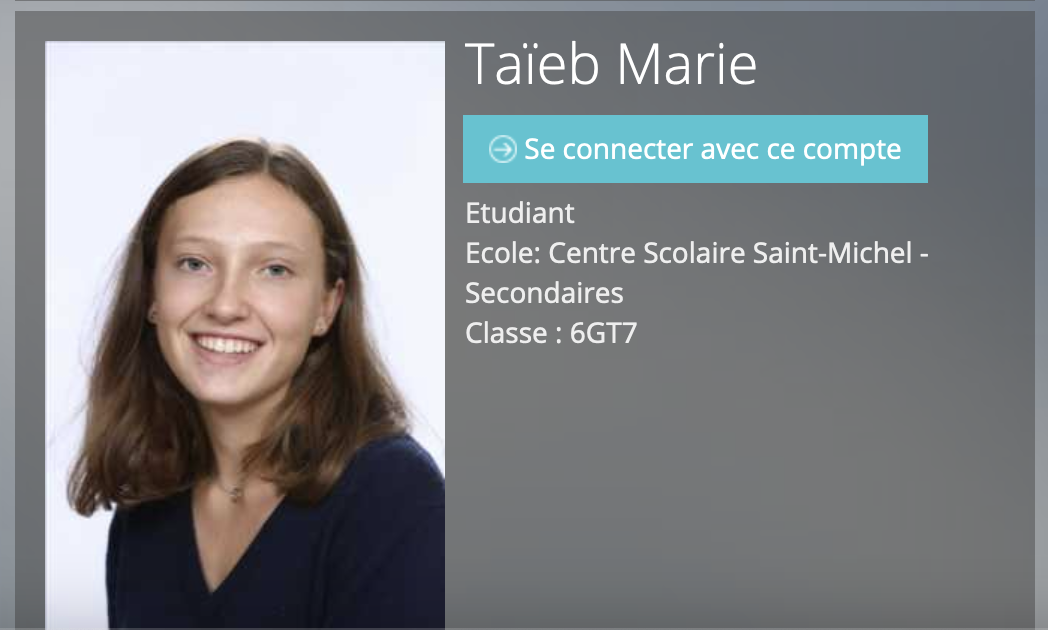 Taïeb Marie
Se connecter avec ce compte
Etudiant
Ecole: Centre Scolaire Saint-Michel -
Secondaires
Classe : 6GT7